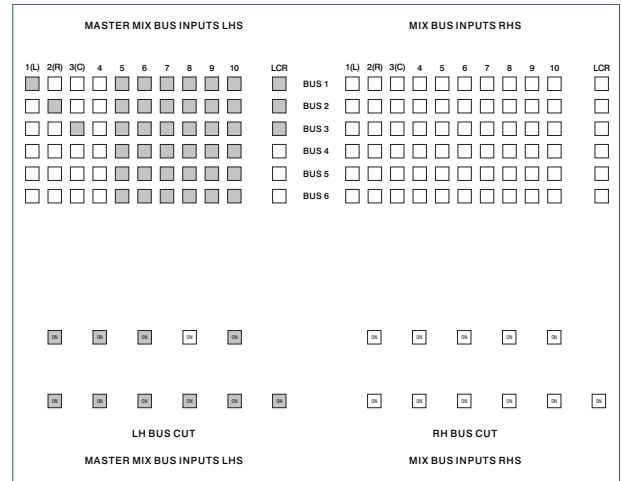 MASTER MIX BUS INPUTS LHS MIX BUS INPUTS RHS
1(L) 2(R) 3(C) 4 5 6 7 8 9 10 LCR 1(L) 2(R) 3(C) 4 5 6 7 8 9 10 LCR
BUS 1
BUS 2
BUS 3
BUS 4
BUS 5
BUS 6
ON ON ON ON ON ON ON ON ON ON
ON ON ON ON ON ON ON ON ON ON ON ON
LH BUS CUT RH BUS CUT
MASTER MIX BUS INPUTS LHS MIX BUS INPUTS RHS